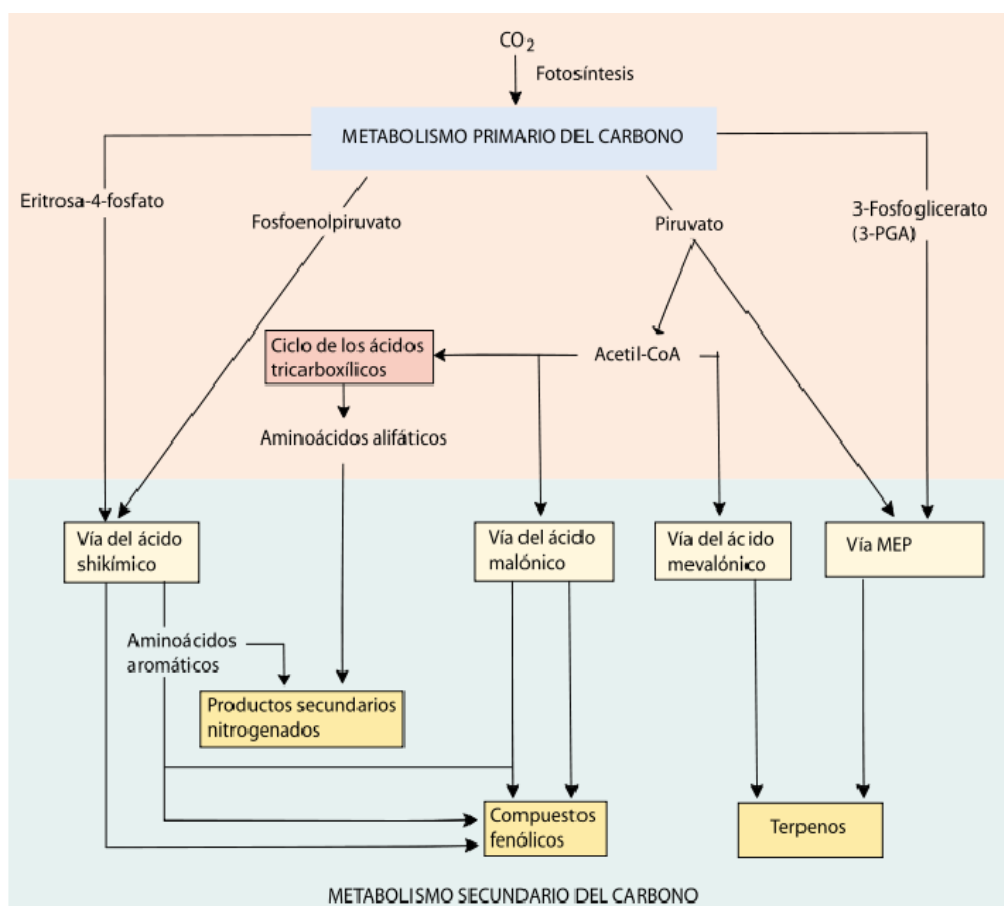 CO2
Fotosíntesis
METABOLISMO PRIMARIO DEL CARBONO
Eritrosa-4-fosfato
Fosfoenolpiruvato
Piruvato
3-Fosfoglicerato
(3-PGA)
Ciclo de los ácidos
tricarboxílicos
Acetil-CoA
Aminoácidos alifáticos
Vía del ácido
shikímico
Vía del ácido
malónico
Vía del ácido
mevalónico
Vía MEP
Aminoácidos
aromáticos
Productos secundarios
nitrogenados
Compuestos
fenólicos
Terpenos
METABOLISMO SECUNDARIO DEL CARBONO